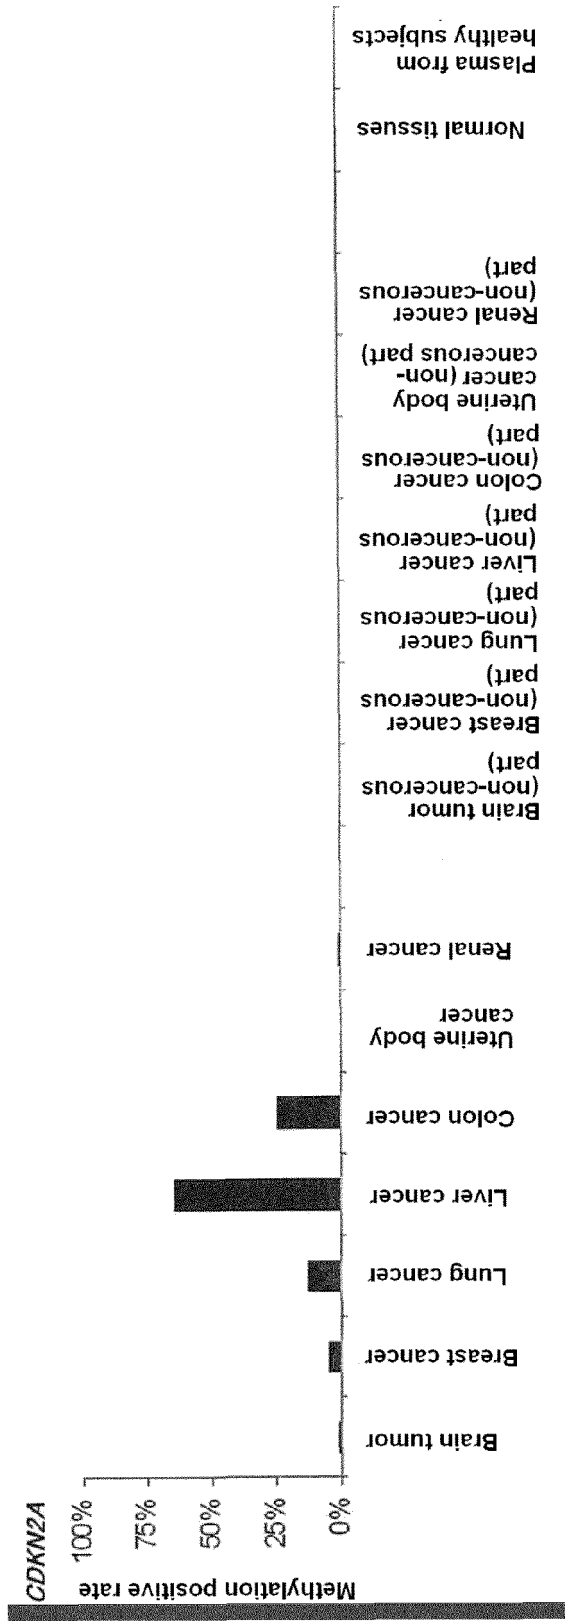 CDKN2A
Methylation positive rate
100%
75%
50%
25%
0%
Brain tumor
Breast cancer
Lung cancer
Liver cancer
Colon cancer
Uterine body
cancer
Renal cancer
Brain tumor
(non-cancerous
part)
Breast cancer
(non-cancerous
part)
Lung cancer
(non-cancerous
part)
Liver cancer
(non-cancerous
part)
Colon cancer
(non-cancerous
part)
Uterine body
cancer (non-
cancerous part)
Renal cancer
(non-cancerous
part)
Normal tissues
Plasma from
healthy subjects